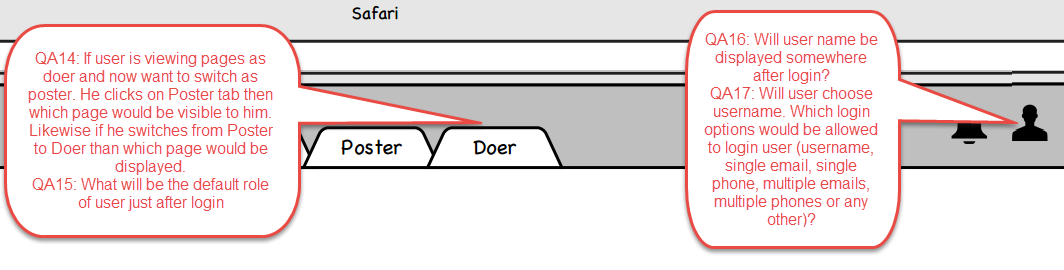 Safari
QA14: If user is viewing pages as
doer and now want to switch as
poster. He clicks on Poster tab then
which page would be visible to him.
Likewise if he switches from Poster
to Doer than which page would be
displayed.
QA15: What will be the default role
of user just after login
Poster
Doer
QA16: Will user name be
displayed somewhere
after login?
QA17: Will user choose
username. Which login
options would be allowed
to login user (username,
single email, single
phone, multiple emails,
multiple phones or any
other)?